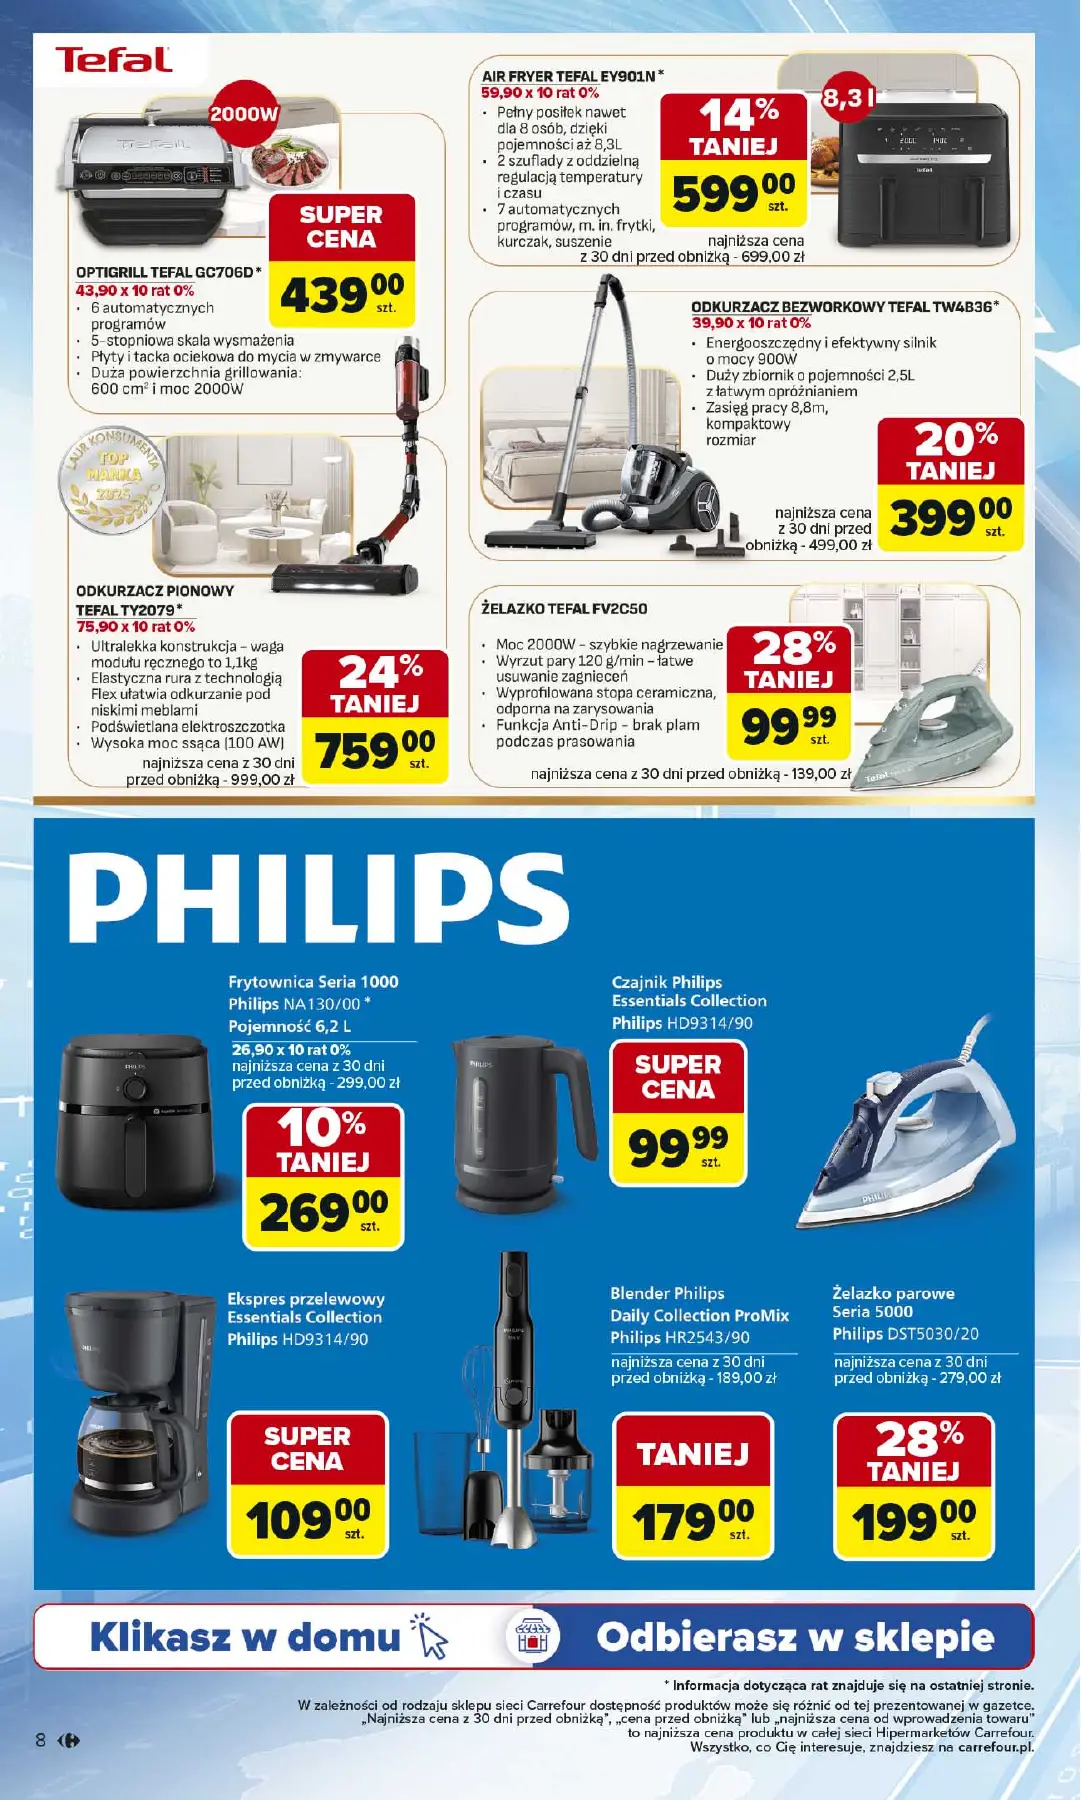 Tefal
2000W
SUPER
CENA
439 00
szt.
OPTIGRILL TEFAL GC706D*
43,90 x 10 rat 0%
• 6 automatycznych
programów
• 5-stopniowa skala wysmażenia
• Płyty i tacka ociekowa do mycia w zmywarce
• Duża powierzchnia grillowania:
600 cm² i moc 2000W
AIR FRYER TEFAL EY901N*
59,90 x 10 rat 0%
• Pełny posiłek nawet
dla 8 osób, dzięki
pojemności aż 8,3L
• 2 szuflady z oddzielną
regulacją temperatury
i czasu
• 7 automatycznych
programów, m. in. frytki,
kurczak, suszenie
14%
TANIEJ
599 00
szt.
8,3 l
najniższa cena
z 30 dni przed obniżką - 699,00 zł
ODKURZACZ BEZWORKOWY TEFAL TW4B36*
39,90 x 10 rat 0%
• Energooszczędny i efektywny silnik
o mocy 900W
• Duży zbiornik o pojemności 2,5L
z łatwym opróżnianiem
• Zasięg pracy 8,8m,
kompaktowy
rozmiar
20%
TANIEJ
399 00
szt.
najniższa cena
z 30 dni przed
obniżką - 499,00 zł
LAUR KONSUMENTA
TOP
MARKA
2025
ODKURZACZ PIONOWY
TEFAL TY2079*
75,90 x 10 rat 0%
• Ultralekka konstrukcja – waga
modułu ręcznego to 1,1kg
• Elastyczna rura z technologią
Flex ułatwia odkurzanie pod
niskimi meblami
• Podświetlana elektroszczotka
• Wysoka moc ssąca (100 AW)
24%
TANIEJ
759 00
szt.
najniższa cena z 30 dni
przed obniżką - 999,00 zł
ŻELAZKO TEFAL FV2C50
• Moc 2000W – szybkie nagrzewanie
• Wyrzut pary 120 g/min – łatwe
usuwanie zagnieceń
• Wyprofilowana stopa ceramiczna,
odporna na zarysowania
• Funkcja Anti-Drip – brak plam
podczas prasowania
28%
TANIEJ
99 99
szt.
najniższa cena z 30 dni przed obniżką - 139,00 zł
Tefal
PHILIPS
Frytownica Seria 1000
Philips NA130/00 *
Pojemność 6,2 L
26,90 x 10 rat 0%
najniższa cena z 30 dni
przed obniżką - 299,00 zł
10%
TANIEJ
269 00
szt.
PHILIPS
Czajnik Philips
Essentials Collection
Philips HD9314/90
SUPER
CENA
99 99
szt.
PHILIPS
Ekspres przelewowy
Essentials Collection
Philips HD9314/90
SUPER
CENA
109 00
szt.
Blender Philips
Daily Collection ProMix
Philips HR2543/90
najniższa cena z 30 dni
przed obniżką - 189,00 zł
TANIEJ
179 00
szt.
Żelazko parowe
Seria 5000
Philips DST5030/20
najniższa cena z 30 dni
przed obniżką - 279,00 zł
28%
TANIEJ
199 00
szt.
Klikasz w domu
Odbierasz w sklepie
* Informacja dotycząca rat znajduje się na ostatniej stronie.
W zależności od rodzaju sklepu sieci Carrefour dostępność produktów może się różnić od tej prezentowanej w gazetce.
„Najniższa cena z 30 dni przed obniżką”, „cena przed obniżką” lub „najniższa cena od wprowadzenia towaru”
to najniższa cena produktu w całej sieci Hipermarketów Carrefour.
Wszystko, co Cię interesuje, znajdziesz na carrefour.pl.
8